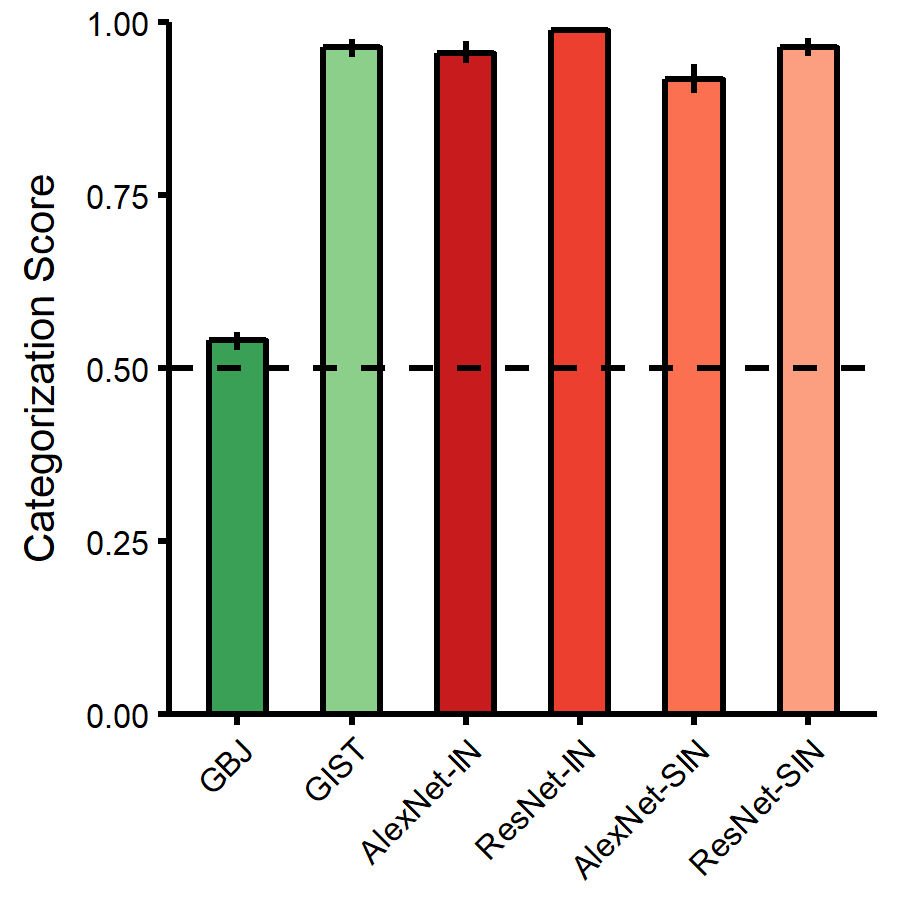 Categorization Score
1.00
0.75
0.50
0.25
0.00
GBJ
GIST
AlexNet-IN
ResNet-IN
AlexNet-SIN
ResNet-SIN